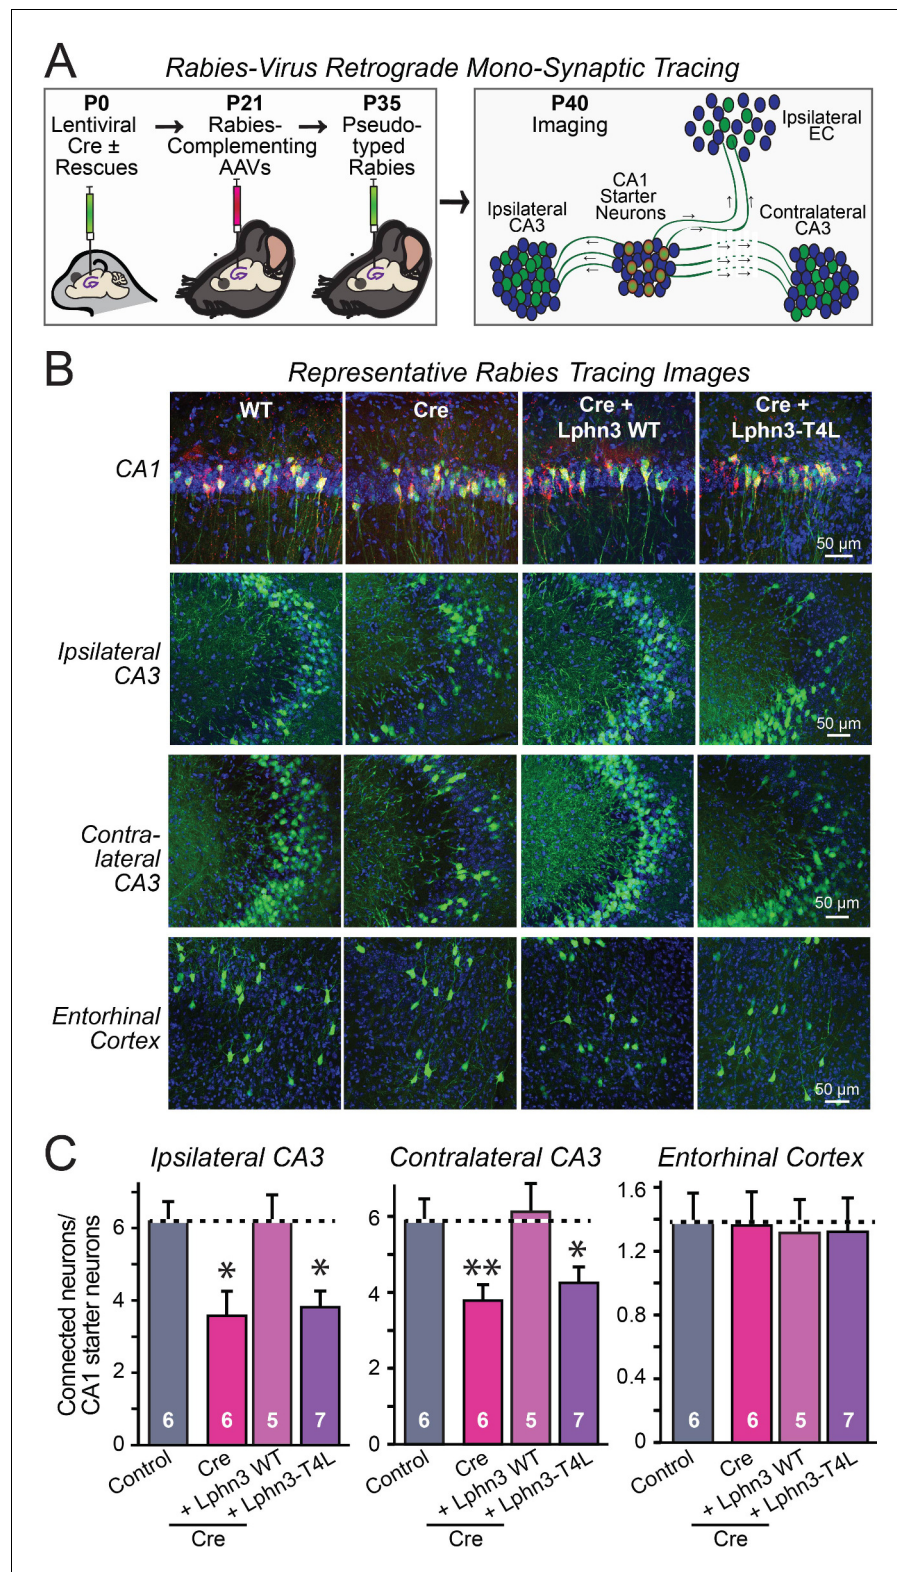 A
Rabies-Virus Retrograde Mono-Synaptic Tracing
P0
Lentiviral
Cre ±
Rescues
P21
Rabies-
Complementing
AAVs
P35
Pseudo-
typed
Rabies
P40
Imaging
Ipsilateral
EC
CA1
Starter
Neurons
Ipsilateral
CA3
Contralateral
CA3
B
Representative Rabies Tracing Images
WT
Cre
Cre +
Lphn3 WT
Cre +
Lphn3-T4L
CA1
50 µm
Ipsilateral
CA3
50 µm
Contra-
lateral
CA3
50 µm
Entorhinal
Cortex
50 µm
C
Ipsilateral CA3
Contralateral CA3
Entorhinal Cortex
Connected neurons/
CA1 starter neurons
6
4
2
0
*
*
6
6
5
7
Control
Cre
+ Lphn3 WT
+ Lphn3-T4L
Cre
6
4
2
0
**
*
6
6
5
7
Control
Cre
+ Lphn3 WT
+ Lphn3-T4L
Cre
1.6
1.2
0.8
0.4
0
6
6
5
7
Control
Cre
+ Lphn3 WT
+ Lphn3-T4L
Cre